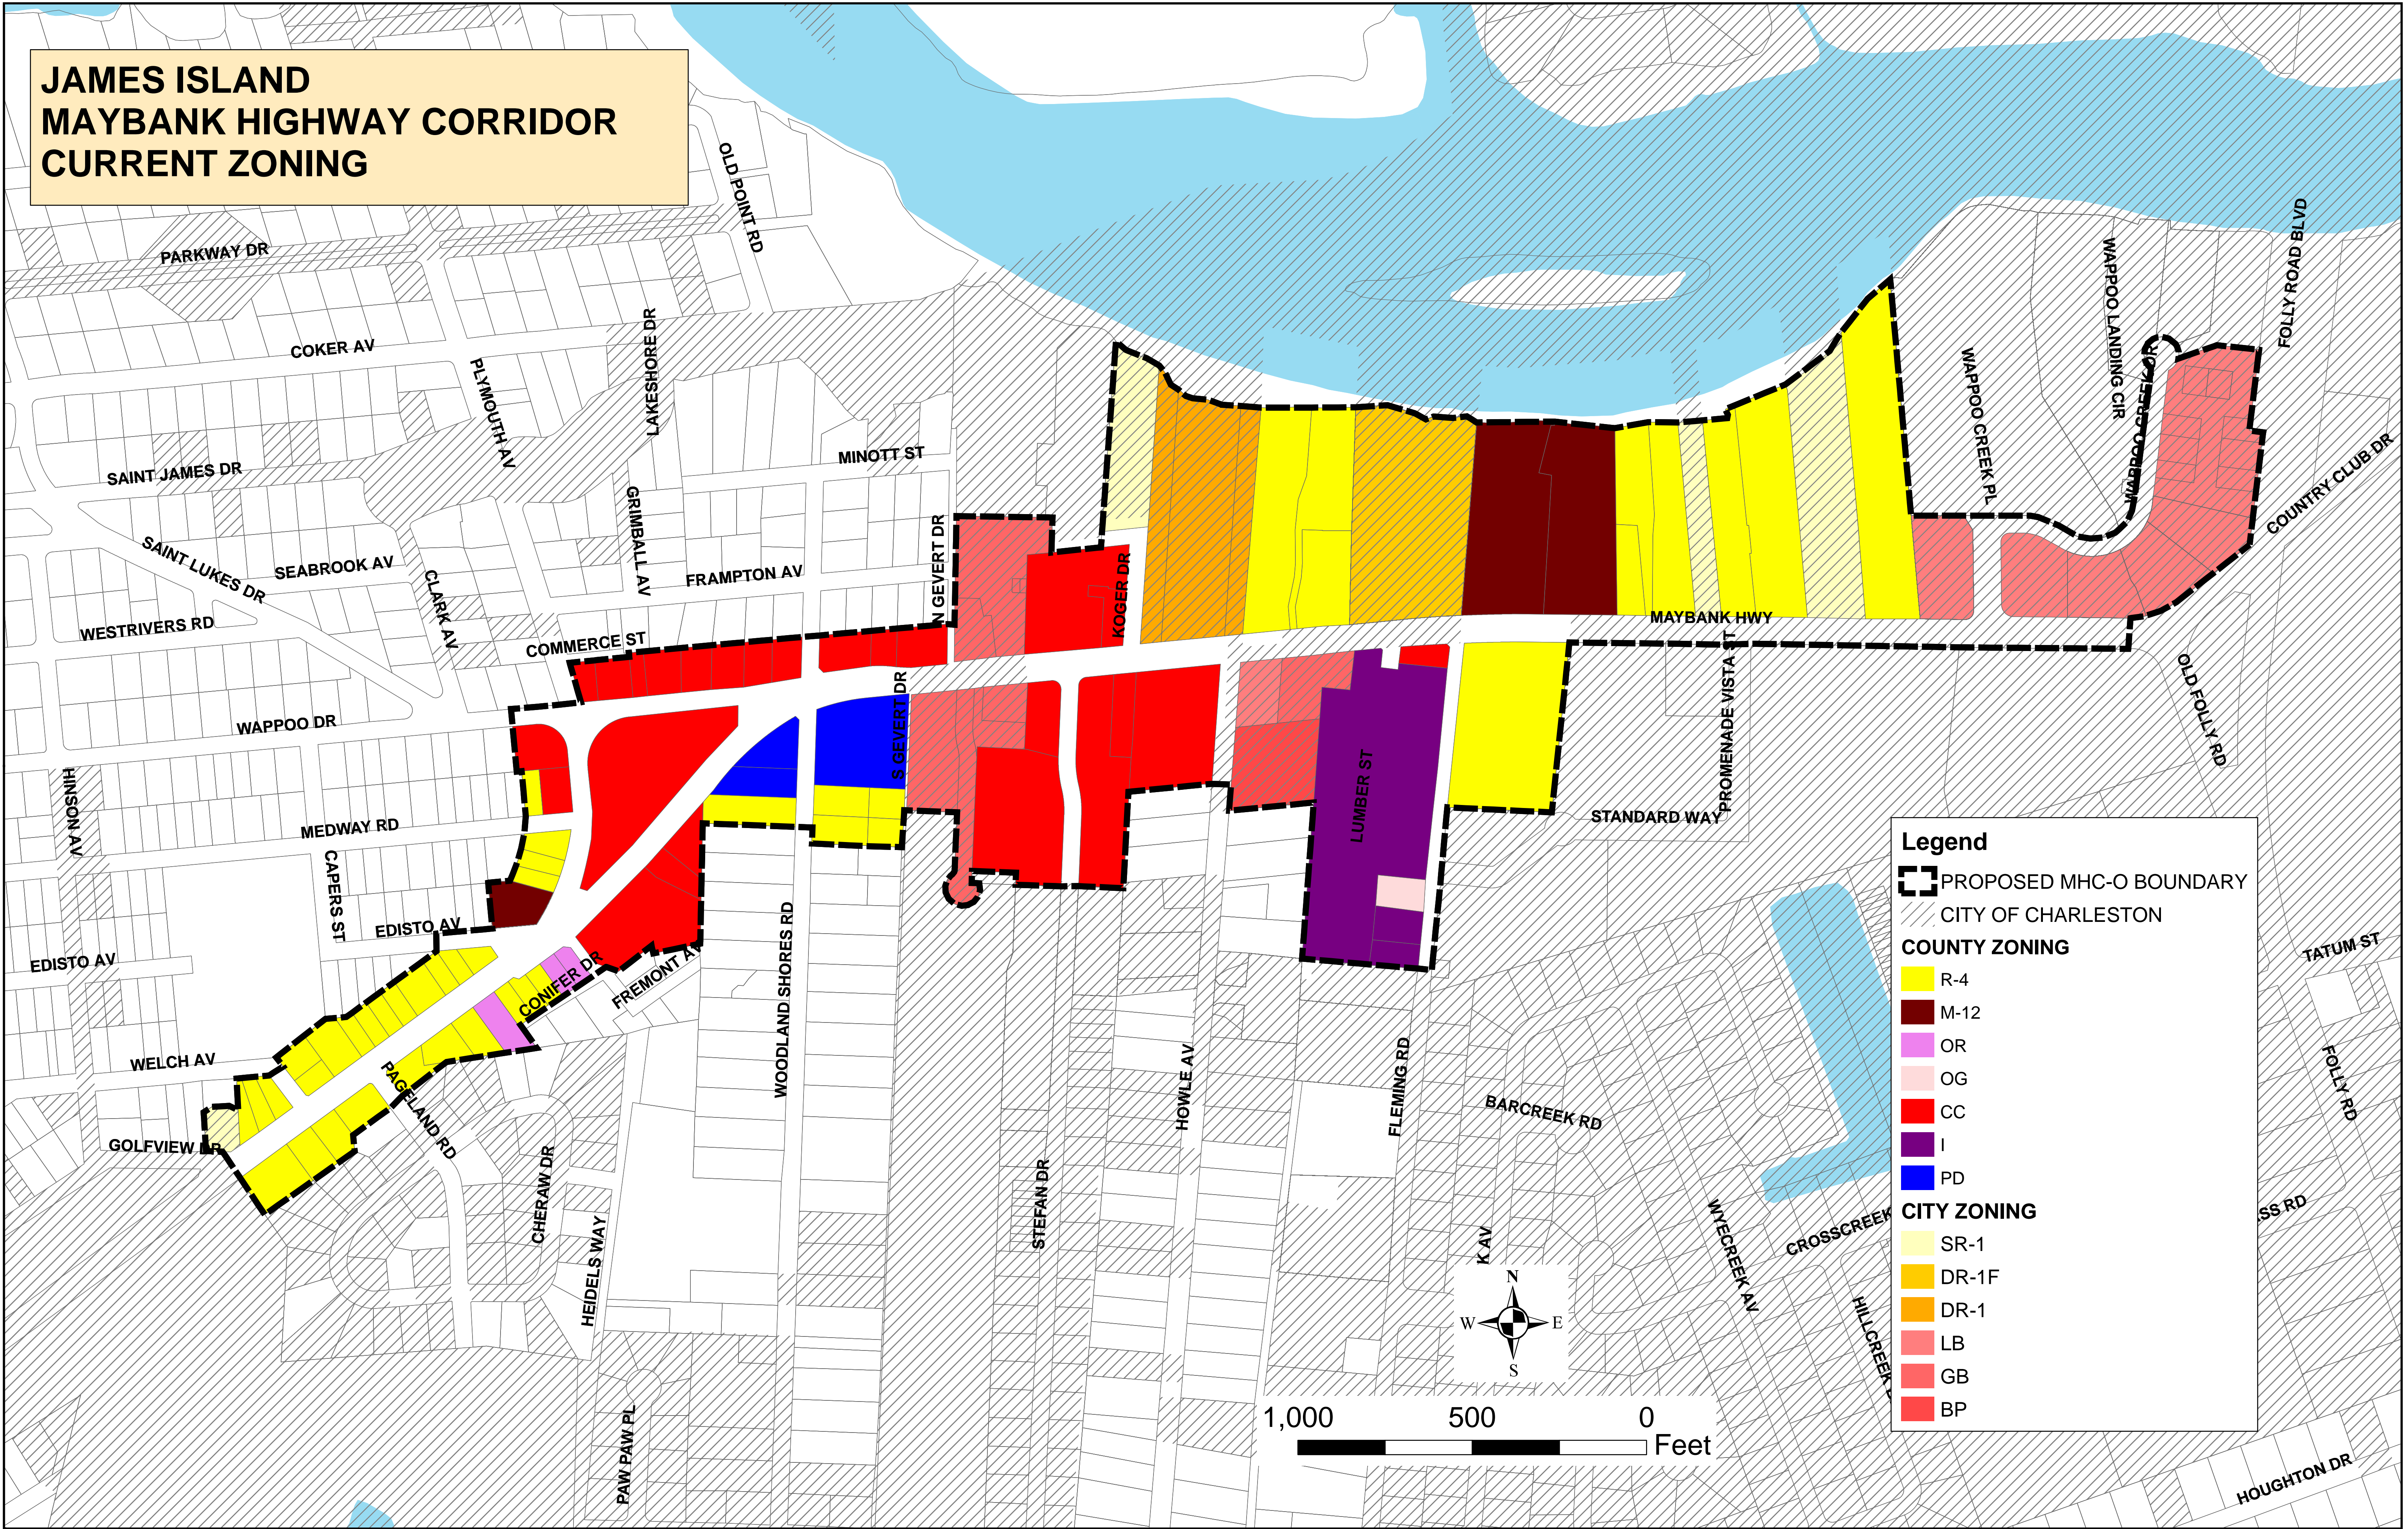 JAMES ISLAND
MAYBANK HIGHWAY CORRIDOR
CURRENT ZONING
OLD POINT RD
PARKWAY DR
FOLLY ROAD BLVD
WAPPOO LANDING CIR
LAKESHORE DR
COKER AV
PLYMOUTH AV
WAPPOO CREEK PL
WAPPOO CREEK DR
COUNTRY CLUB DR
MINOTT ST
SAINT JAMES DR
GRIMBALL AV
N GEVERT DR
SAINT LUKES DR
SEABROOK AV
CLARK AV
FRAMPTON AV
KOGER DR
WESTRIVERS RD
COMMERCE ST
MAYBANK HWY
PROMENADE VISTA ST
OLD FOLLY RD
WAPPOO DR
S GEVERT DR
HINSON AV
LUMBER ST
MEDWAY RD
STANDARD WAY
CAPERS ST
EDISTO AV
EDISTO AV
CONIFER DR
FREMONT AV
WOODLAND SHORES RD
TATUM ST
WELCH AV
PAGELAND RD
GOLFVIEW DR
HOWLE AV
FLEMING RD
BARCREEK RD
FOLLY RD
CHERAW DR
STEFAN DR
HEIDELS WAY
K AV
WYECREEK AV
CROSSCREEK
SS RD
HILLCREEK
PAW PAW PL
HOUGHTON DR
Legend
PROPOSED MHC-O BOUNDARY
CITY OF CHARLESTON
COUNTY ZONING
R-4
M-12
OR
OG
CC
I
PD
CITY ZONING
SR-1
DR-1F
DR-1
LB
GB
BP
N
W E
S
1,000 500 0
Feet